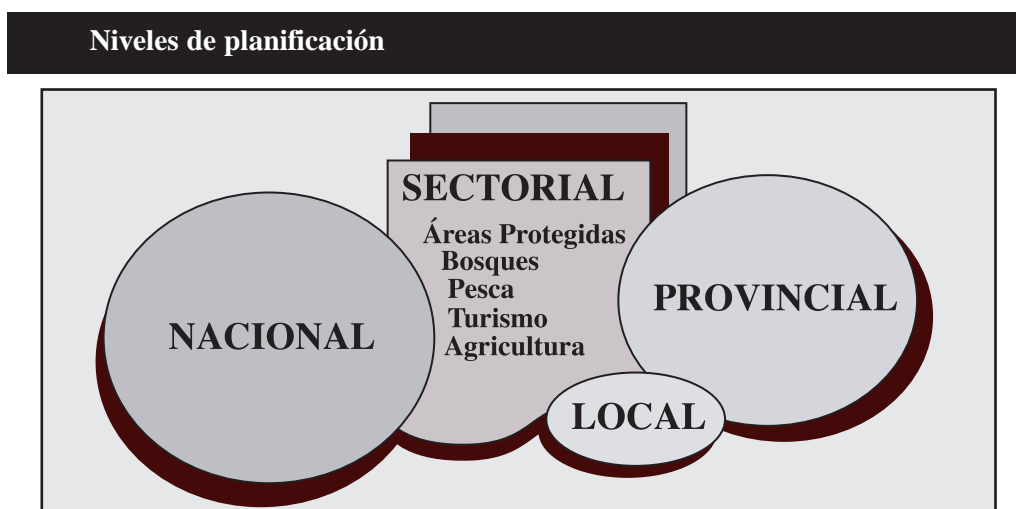 Niveles de planificación
SECTORIAL
Áreas Protegidas
Bosques
Pesca
Turismo
Agricultura
NACIONAL
PROVINCIAL
LOCAL